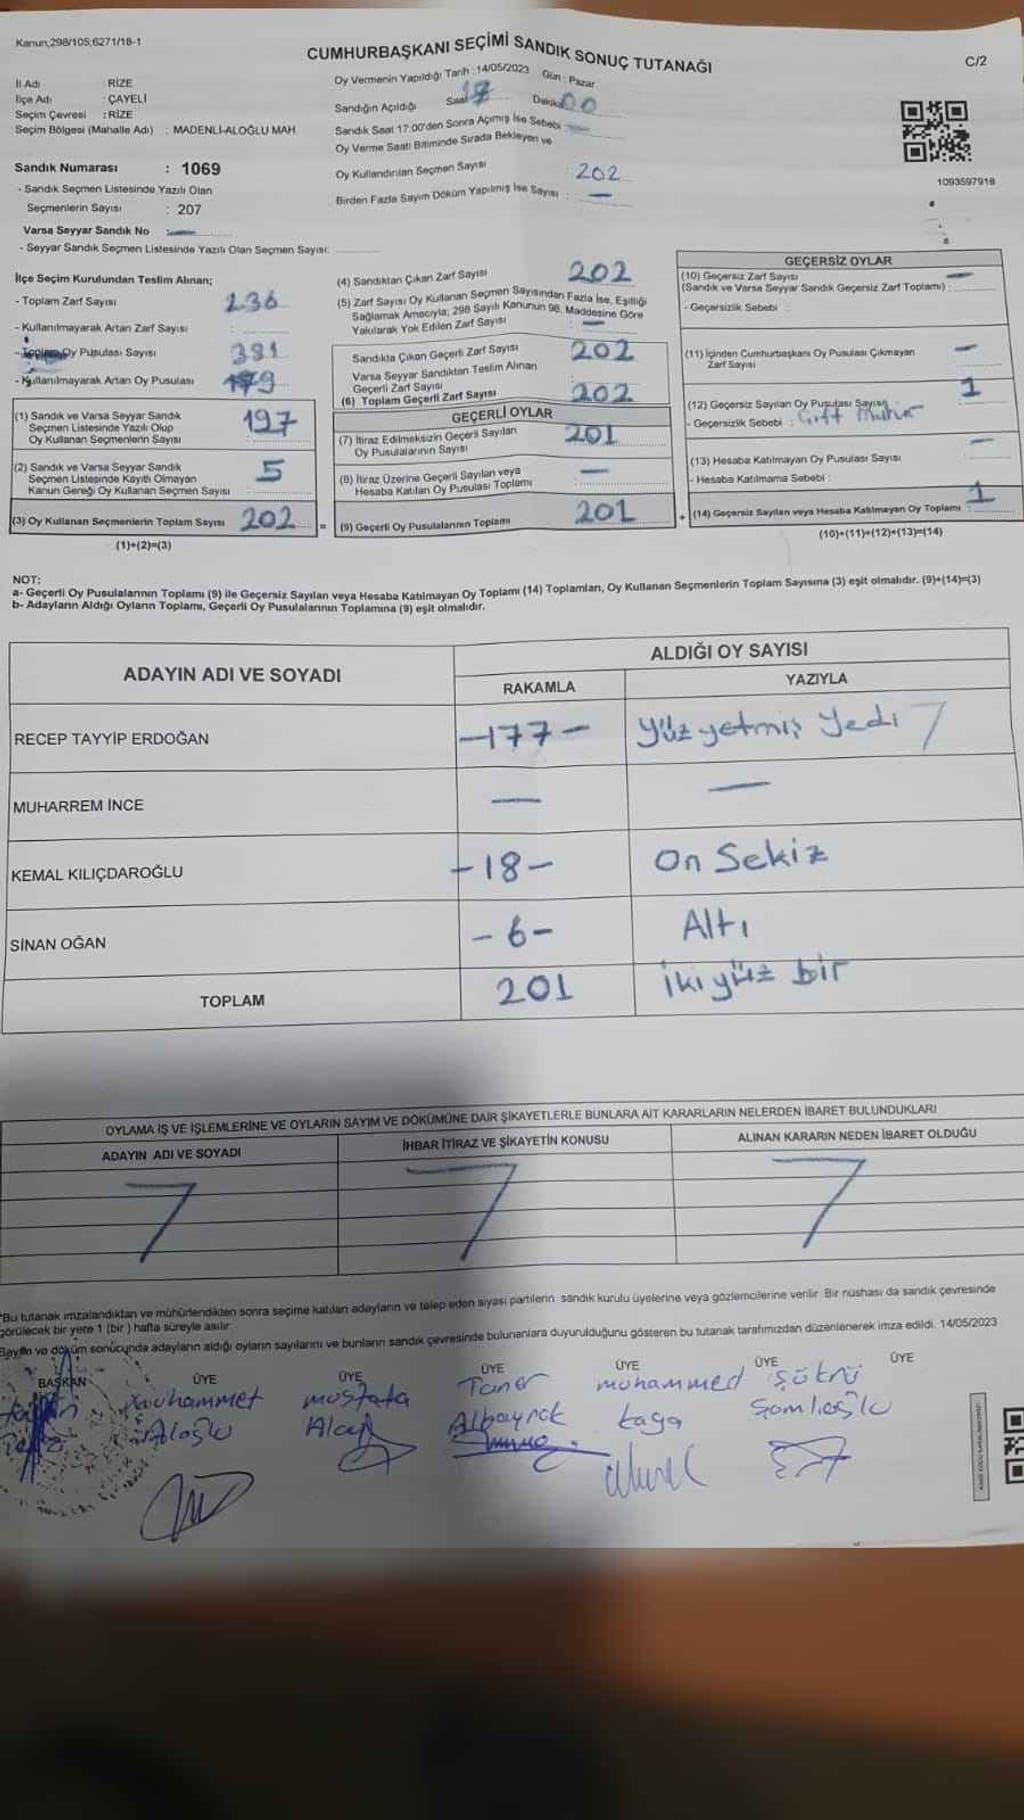 Kanun;298/105;6271/18-1
CUMHURBAŞKANI SEÇİMİ SANDIK SONUÇ TUTANAĞI
C/2
İl Adı : RİZE
İlçe Adı : ÇAYELİ
Seçim Çevresi : RİZE
Seçim Bölgesi (Mahalle Adı) : MADENLİ-ALOĞLU MAH
Sandık Numarası : 1069
- Sandık Seçmen Listesinde Yazılı Olan
Seçmenlerin Sayısı : 207
Varsa Seyyar Sandık No : —
- Seyyar Sandık Seçmen Listesinde Yazılı Olan Seçmen Sayısı:
Oy Vermenin Yapıldığı Tarih : 14/05/2023 Gün : Pazar
Sandığın Açıldığı Saat Dakika 00
Sandık Saat 17:00'den Sonra Açımış İse Sebebi —
Oy Verme Saati Bitiminde Sırada Bekleyen ve
Oy Kullandırılan Seçmen Sayısı 202
Birden Fazla Sayım Döküm Yapılmış İse Sayısı : —
1093597918
İlçe Seçim Kurulundan Teslim Alınan;
- Toplam Zarf Sayısı 236
- Kullanılmayarak Artan Zarf Sayısı :
- Toplam Oy Pusulası Sayısı 381
- Kullanılmayarak Artan Oy Pusulası 179
(1) Sandık ve Varsa Seyyar Sandık
Seçmen Listesinde Yazılı Olup
Oy Kullanan Seçmenlerin Sayısı 197
(2) Sandık ve Varsa Seyyar Sandık
Seçmen Listesinde Kayıtlı Olmayan
Kanun Gereği Oy Kullanan Seçmen Sayısı 5
(3) Oy Kullanan Seçmenlerin Toplam Sayısı 202 =
(1)+(2)=(3)
(4) Sandıktan Çıkan Zarf Sayısı 202
(5) Zarf Sayısı Oy Kullanan Seçmen Sayısından Fazla İse, Eşitliği
Sağlamak Amacıyla; 298 Sayılı Kanunun 98. Maddesine Göre
Yakılarak Yok Edilen Zarf Sayısı —
Sandıkta Çıkan Geçerli Zarf Sayısı 202
Varsa Seyyar Sandıktan Teslim Alınan
Geçerli Zarf Sayısı :
(6) Toplam Geçerli Zarf Sayısı 202
GEÇERLİ OYLAR
(7) İtiraz Edilmeksizin Geçerli Sayılan
Oy Pusulalarının Sayısı 201
(8) İtiraz Üzerine Geçerli Sayılan veya
Hesaba Katılan Oy Pusulası Toplamı —
(9) Geçerli Oy Pusulalarının Toplamı 201 +
GEÇERSİZ OYLAR
(10) Geçersiz Zarf Sayısı —
(Sandık ve Varsa Seyyar Sandık Geçersiz Zarf Toplamı) :
- Geçersizlik Sebebi :
(11) İçinden Cumhurbaşkanı Oy Pusulası Çıkmayan
Zarf Sayısı —
(12) Geçersiz Sayılan Oy Pusulası Sayısı 1
- Geçersizlik Sebebi : Çift Mühür
(13) Hesaba Katılmayan Oy Pusulası Sayısı —
- Hesaba Katılmama Sebebi :
(14) Geçersiz Sayılan veya Hesaba Katılmayan Oy Toplamı : 1
(10)+(11)+(12)+(13)=(14)
NOT:
a- Geçerli Oy Pusulalarının Toplamı (9) ile Geçersiz Sayılan veya Hesaba Katılmayan Oy Toplamı (14) Toplamları, Oy Kullanan Seçmenlerin Toplam Sayısına (3) eşit olmalıdır. (9)+(14)=(3)
b- Adayların Aldığı Oyların Toplamı, Geçerli Oy Pusulalarının Toplamına (9) eşit olmalıdır.
ADAYIN ADI VE SOYADI
ALDIĞI OY SAYISI
RAKAMLA YAZIYLA
RECEP TAYYİP ERDOĞAN -177- Yüz yetmiş yedi
MUHARREM İNCE — —
KEMAL KILIÇDAROĞLU -18- On Sekiz
SİNAN OĞAN -6- Altı
TOPLAM 201 İki yüz bir
OYLAMA İŞ VE İŞLEMLERİNE VE OYLARIN SAYIM VE DÖKÜMÜNE DAİR ŞİKAYETLERLE BUNLARA AİT KARARLARIN NELERDEN İBARET BULUNDUKLARI
ADAYIN ADI VE SOYADI İHBAR İTİRAZ VE ŞİKAYETİN KONUSU ALINAN KARARIN NEDEN İBARET OLDUĞU
*Bu tutanak imzalandıktan ve mühürlendikten sonra seçime katılan adayların ve talep eden siyasi partilerin sandık kurulu üyelerine veya gözlemcilerine verilir. Bir nüshası da sandık çevresinde
görülecek bir yere 1 (bir) hafta süreyle asılır.
Sayım ve döküm sonucunda adayların aldığı oyların sayılarını ve bunların sandık çevresinde bulunanlara duyurulduğunu gösteren bu tutanak tarafımızdan düzenlenerek imza edildi. 14/05/2023
BAŞKAN ÜYE ÜYE ÜYE ÜYE ÜYE ÜYE
Muhammet Mustafa Taner Muhammed Şükrü
Aloğlu Albayrak Kaya